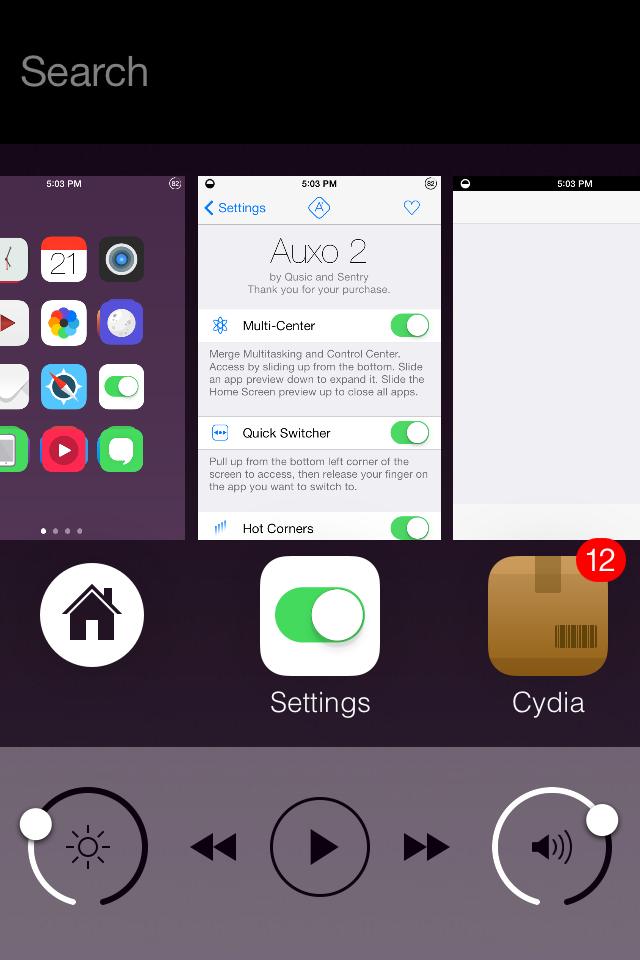 Search
5:03 PM
82
21
5:03 PM
82
Settings
A
Auxo 2
by Qusic and Sentry
Thank you for your purchase.
Multi-Center
Merge Multitasking and Control Center.
Access by sliding up from the bottom. Slide
an app preview down to expand it. Slide the
Home Screen preview up to close all apps.
Quick Switcher
Pull up from the bottom left corner of the
screen to access, then release your finger on
the app you want to switch to.
Hot Corners
5:03 PM
12
Settings
Cydia